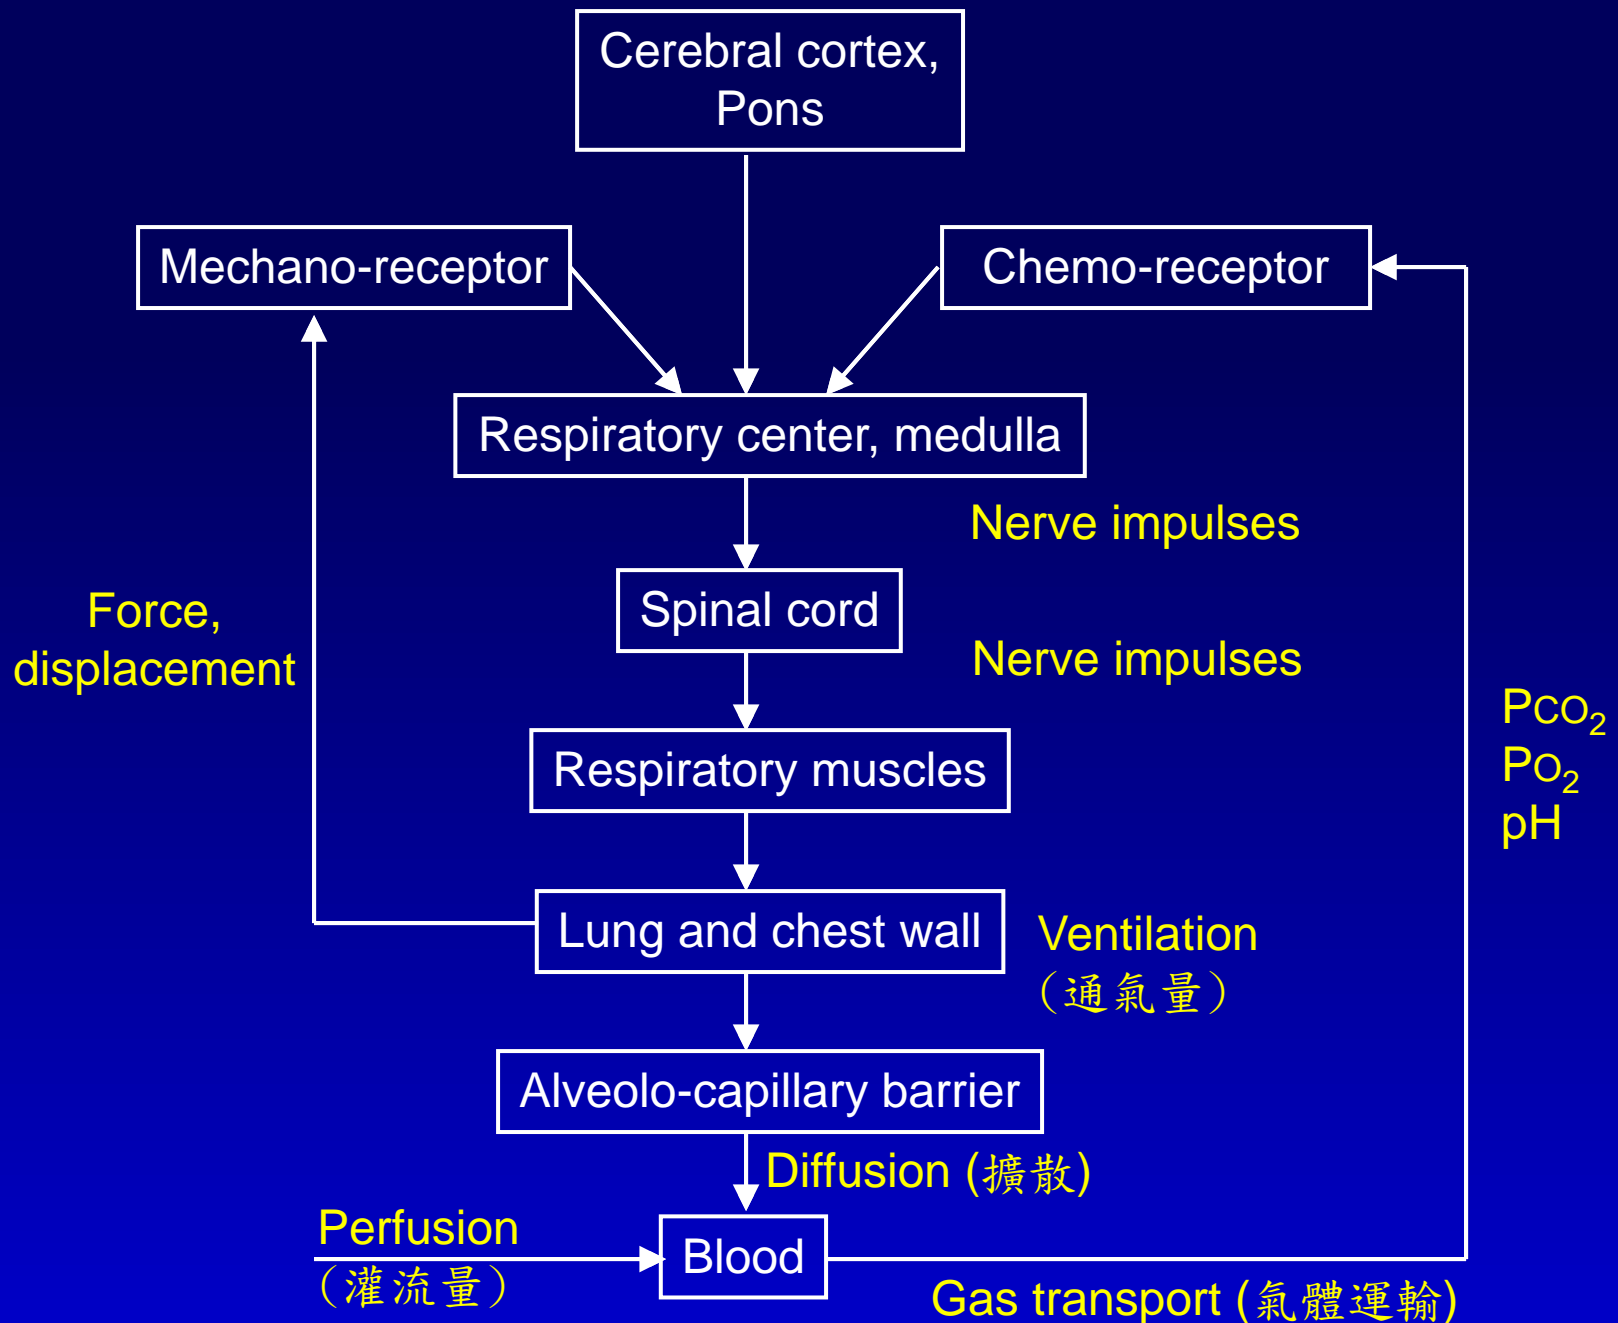 Cerebral cortex,
Pons
Mechano-receptor
Chemo-receptor
Respiratory center, medulla
Nerve impulses
Spinal cord
Force,
displacement
Nerve impulses
PCO₂
PO₂
pH
Respiratory muscles
Lung and chest wall
Ventilation
（通氣量）
Alveolo-capillary barrier
Diffusion (擴散)
Perfusion
（灌流量）
Blood
Gas transport (氣體運輸)